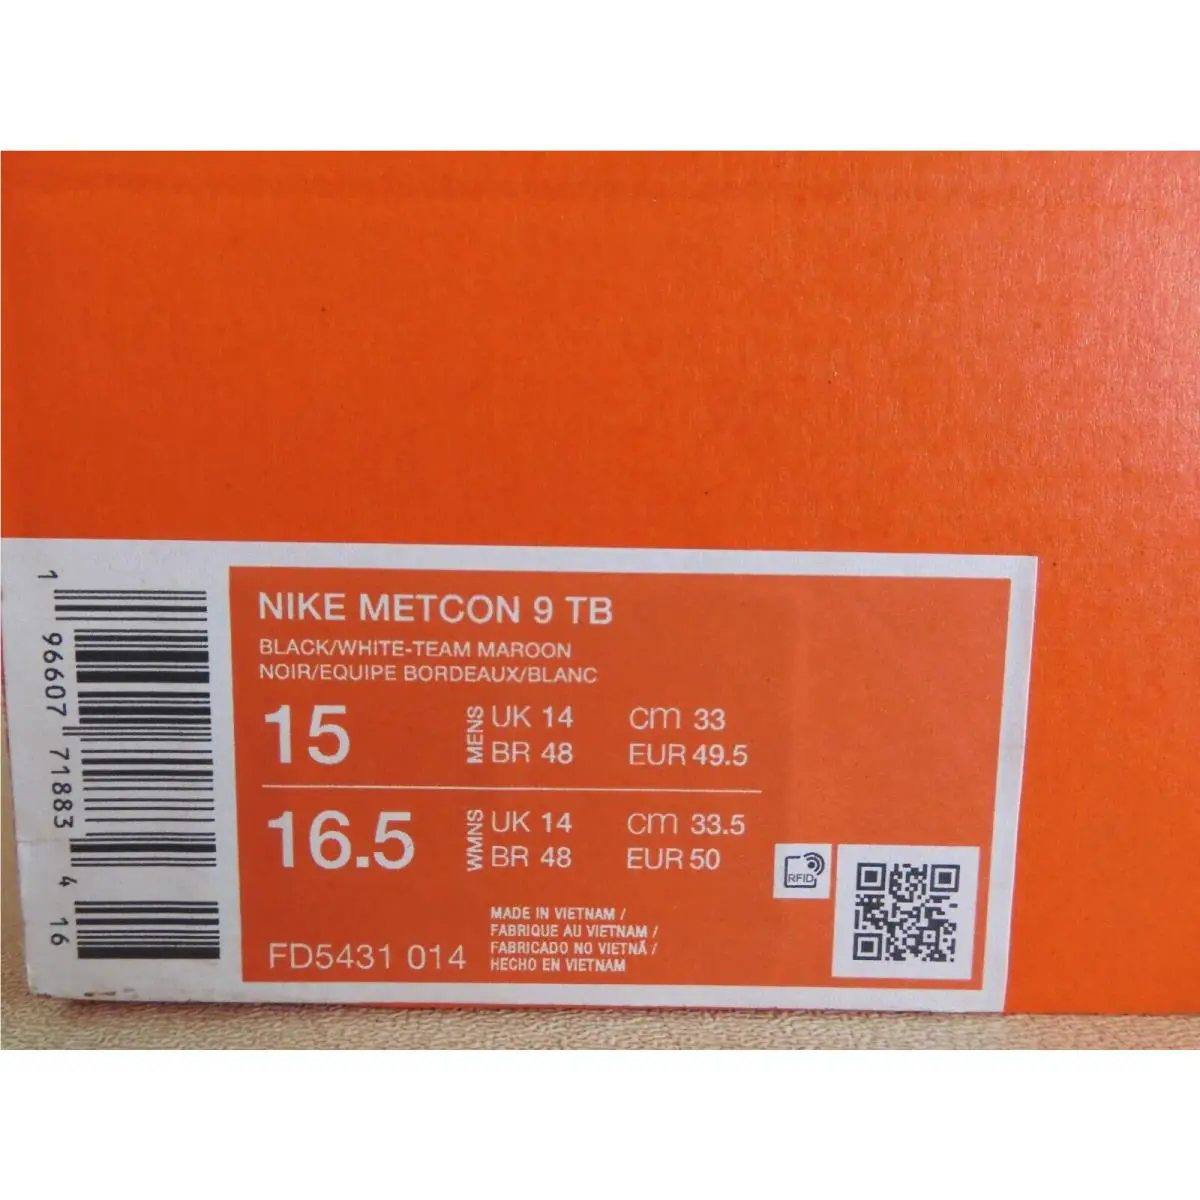 NIKE METCON 9 TB
BLACK/WHITE-TEAM MAROON
NOIR/EQUIPE BORDEAUX/BLANC
15 MENS UK 14 cm 33
BR 48 EUR 49.5
16.5 WMNS UK 14 cm 33.5
BR 48 EUR 50
RFID
MADE IN VIETNAM /
FABRIQUE AU VIETNAM /
FABRICADO NO VIETNÃ /
HECHO EN VIETNAM
FD5431 014
1 96607 71883 4 16